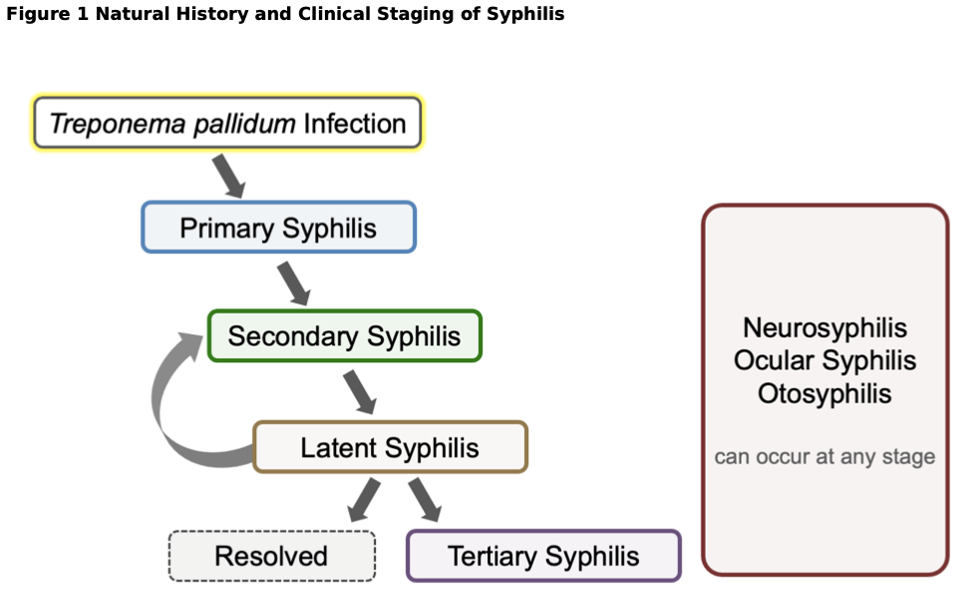 Figure 1 Natural History and Clinical Staging of Syphilis
Treponema pallidum Infection
Primary Syphilis
Secondary Syphilis
Latent Syphilis
Resolved
Tertiary Syphilis
Neurosyphilis
Ocular Syphilis
Otosyphilis
can occur at any stage